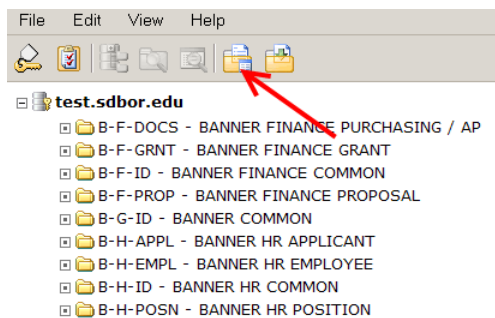 File Edit View Help
test.sdbor.edu
B-F-DOCS - BANNER FINANCE PURCHASING / AP
B-F-GRNT - BANNER FINANCE GRANT
B-F-ID - BANNER FINANCE COMMON
B-F-PROP - BANNER FINANCE PROPOSAL
B-G-ID - BANNER COMMON
B-H-APPL - BANNER HR APPLICANT
B-H-EMPL - BANNER HR EMPLOYEE
B-H-ID - BANNER HR COMMON
B-H-POSN - BANNER HR POSITION